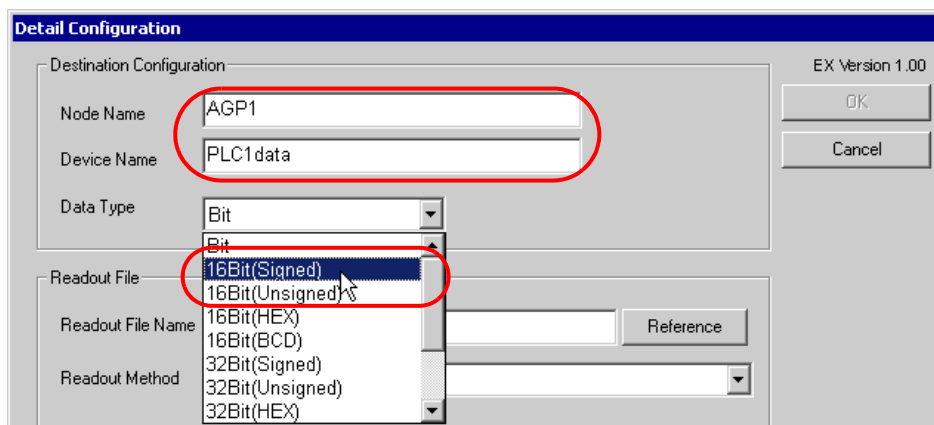 Detail Configuration
Destination Configuration
EX Version 1.00
Node Name
AGP1
OK
Device Name
PLC1data
Cancel
Data Type
Bit
Bit
16Bit(Signed)
Readout File
16Bit(Unsigned)
16Bit(HEX)
Readout File Name
Reference
16Bit(BCD)
32Bit(Signed)
Readout Method
32Bit(Unsigned)
32Bit(HEX)